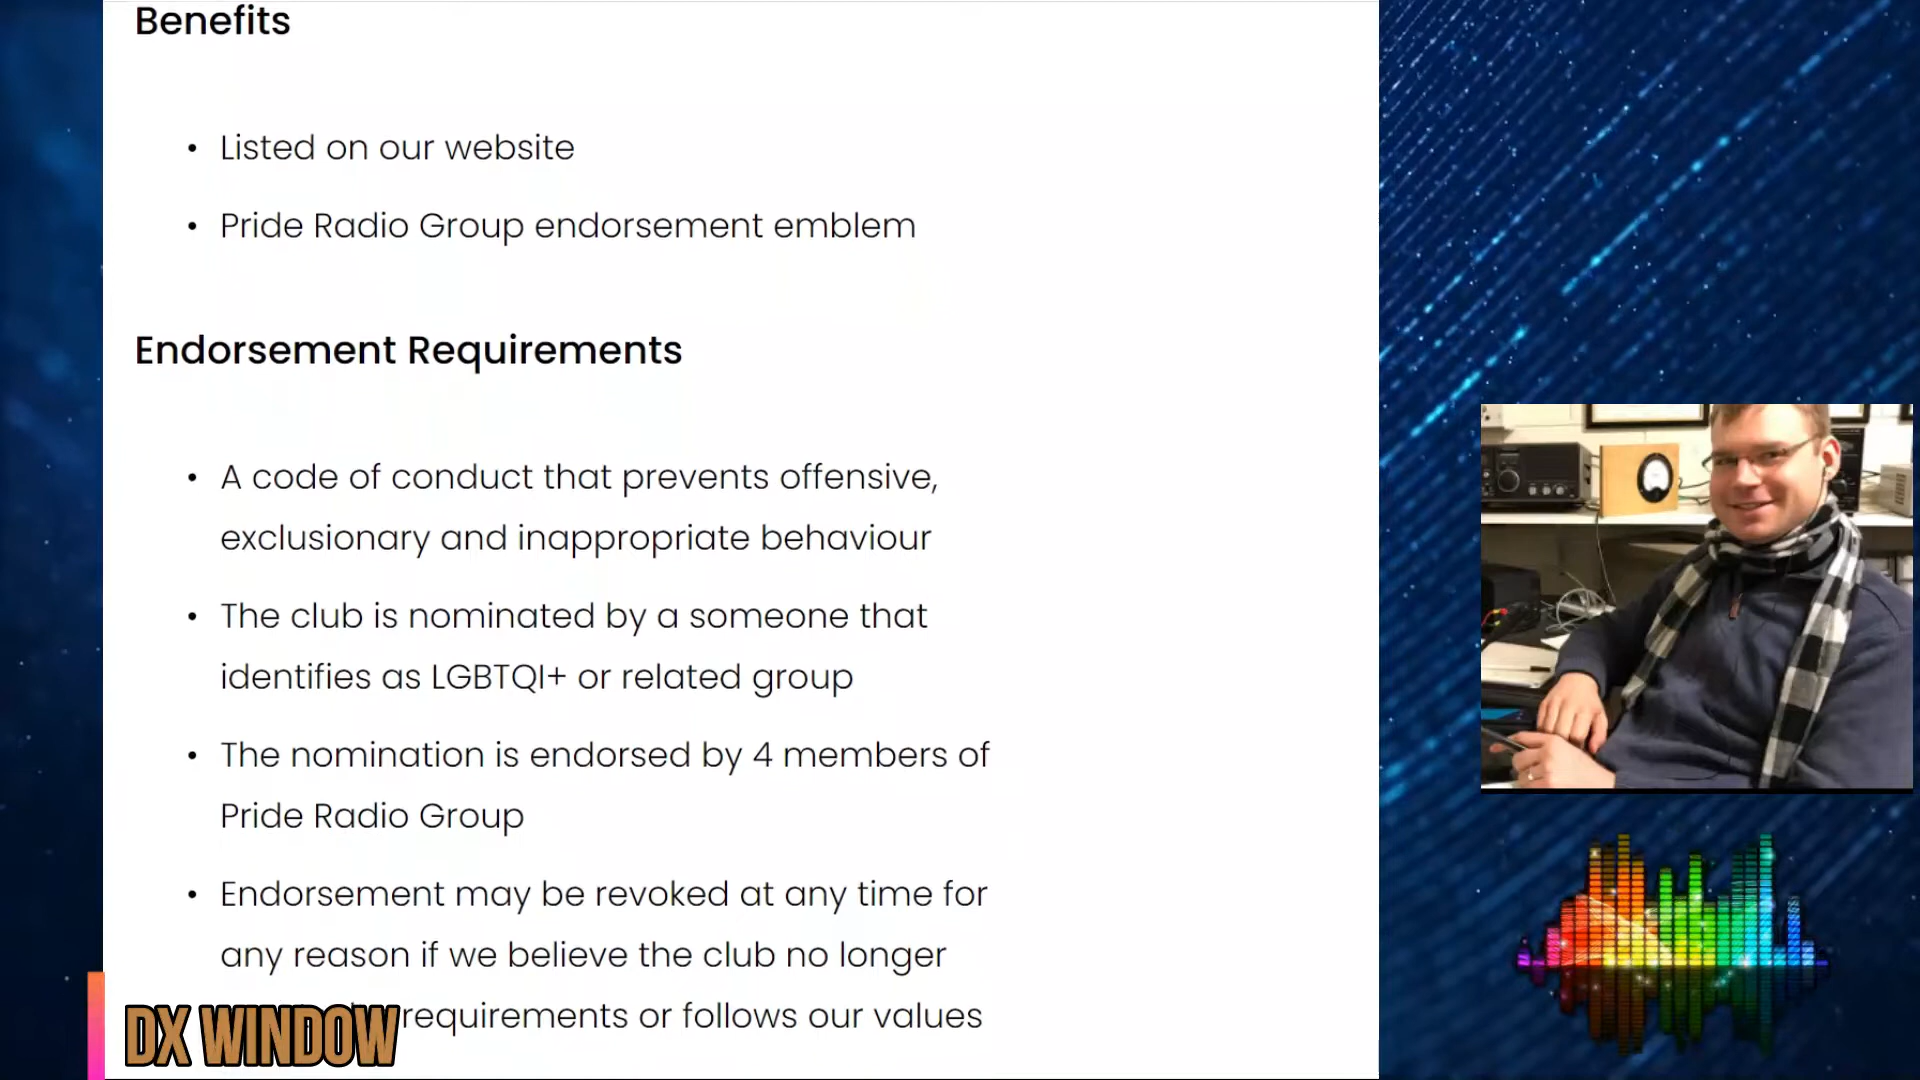 Benefits
• Listed on our website
• Pride Radio Group endorsement emblem
Endorsement Requirements
• A code of conduct that prevents offensive,
exclusionary and inappropriate behaviour
• The club is nominated by a someone that
identifies as LGBTQI+ or related group
• The nomination is endorsed by 4 members of
Pride Radio Group
• Endorsement may be revoked at any time for
any reason if we believe the club no longer
requirements or follows our values
DX WINDOW